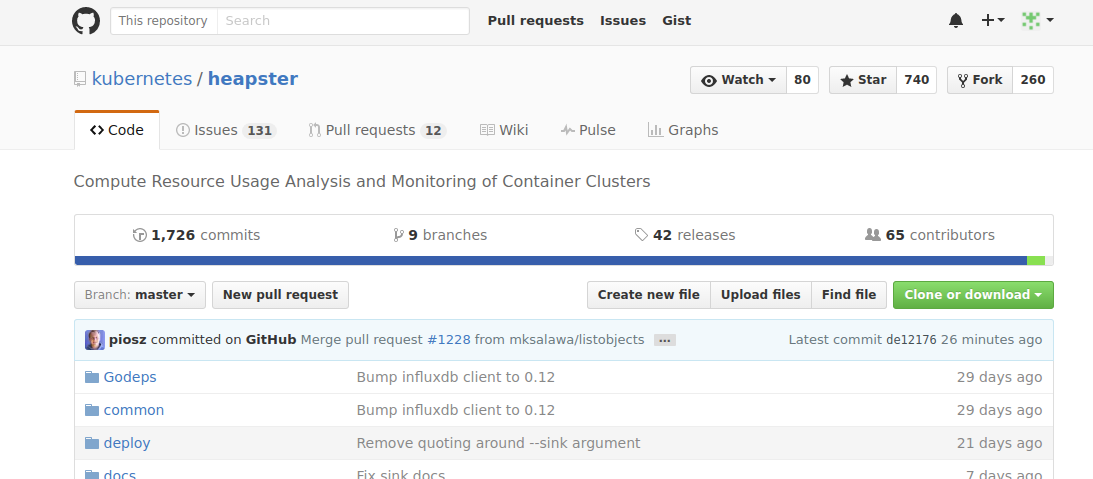 This repository Search Pull requests Issues Gist
kubernetes / heapster Watch 80 Star 740 Fork 260
Code Issues 131 Pull requests 12 Wiki Pulse Graphs
Compute Resource Usage Analysis and Monitoring of Container Clusters
1,726 commits 9 branches 42 releases 65 contributors
Branch: master New pull request Create new file Upload files Find file Clone or download
piosz committed on GitHub Merge pull request #1228 from mksalawa/listobjects ... Latest commit de12176 26 minutes ago
Godeps Bump influxdb client to 0.12 29 days ago
common Bump influxdb client to 0.12 29 days ago
deploy Remove quoting around --sink argument 21 days ago
docs Fix sink docs 7 days ago